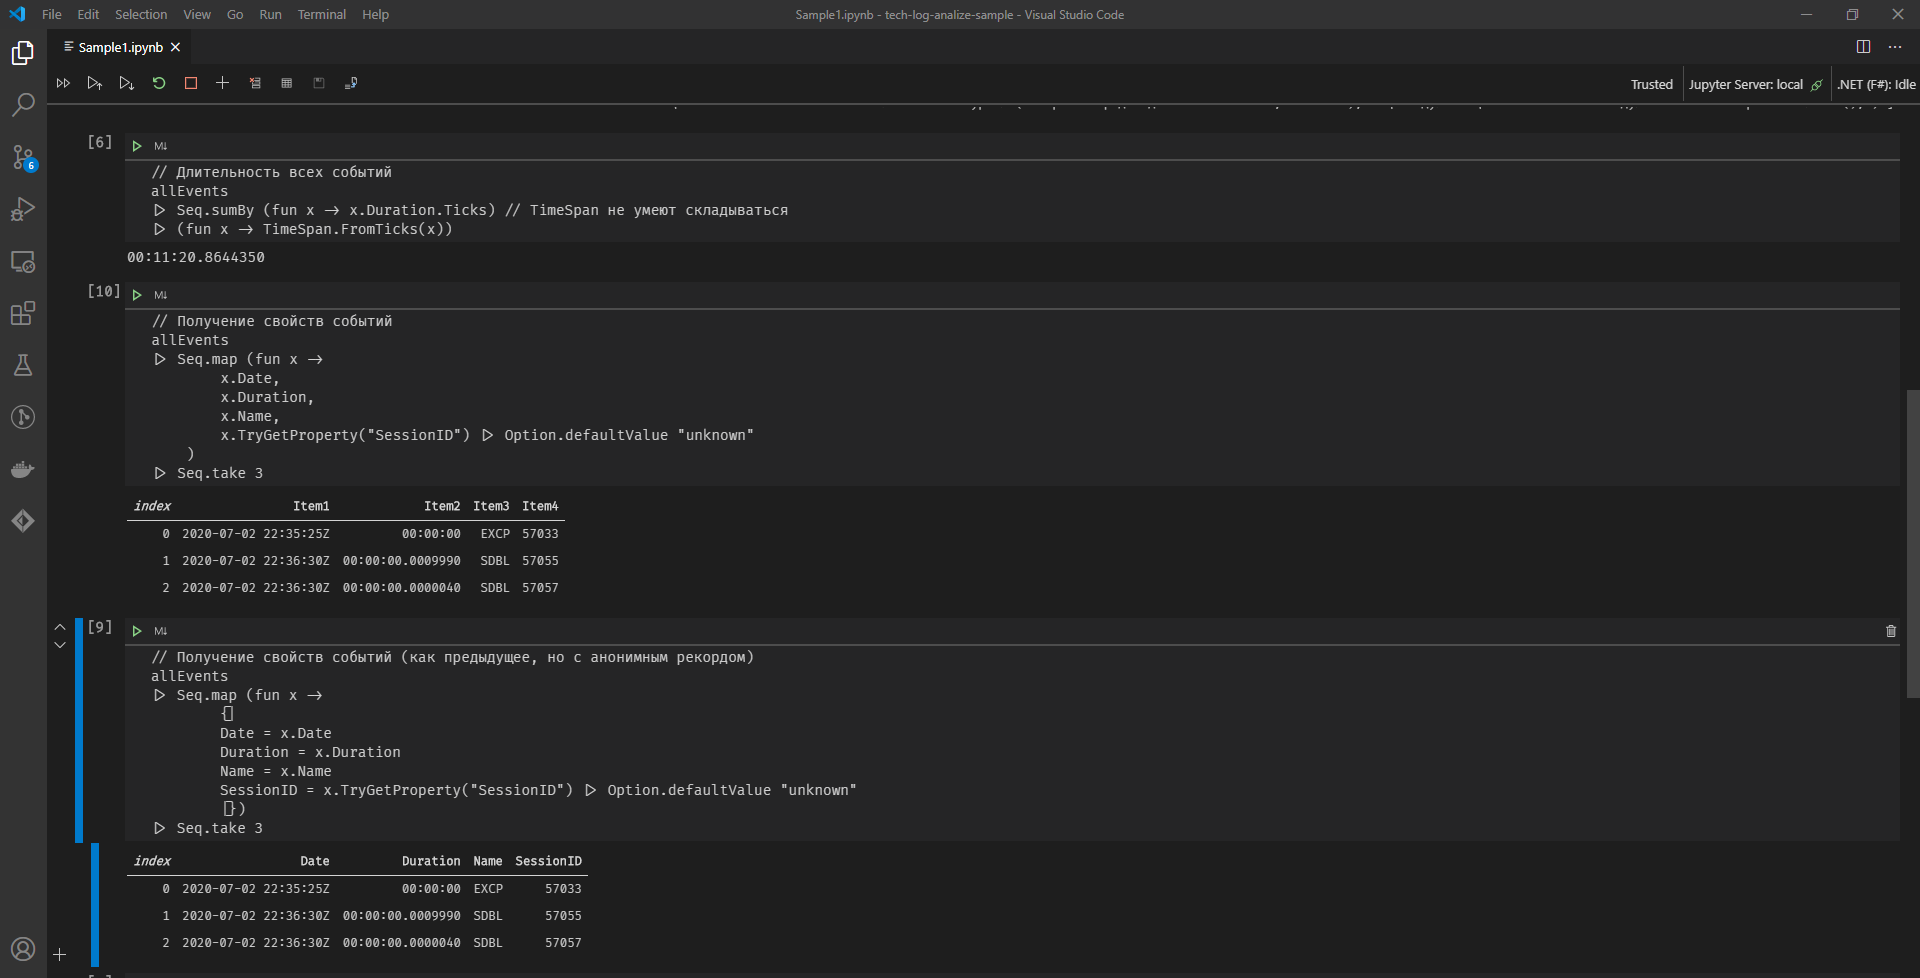 File Edit Selection View Go Run Terminal Help
Sample1.ipynb - tech-log-analize-sample - Visual Studio Code
Sample1.ipynb
Trusted
Jupyter Server: local
.NET (F#): Idle
6
[6]
M↓
// Длительность всех событий
allEvents
|> Seq.sumBy (fun x -> x.Duration.Ticks) // TimeSpan не умеют складываться
|> (fun x -> TimeSpan.FromTicks(x))
00:11:20.8644350
[10]
M↓
// Получение свойств событий
allEvents
|> Seq.map (fun x ->
x.Date,
x.Duration,
x.Name,
x.TryGetProperty("SessionID") |> Option.defaultValue "unknown"
)
|> Seq.take 3
index Item1 Item2 Item3 Item4
0 2020-07-02 22:35:25Z 00:00:00 EXCP 57033
1 2020-07-02 22:36:30Z 00:00:00.0009990 SDBL 57055
2 2020-07-02 22:36:30Z 00:00:00.0000040 SDBL 57057
[9]
M↓
// Получение свойств событий (как предыдущее, но с анонимным рекордом)
allEvents
|> Seq.map (fun x ->
{|
Date = x.Date
Duration = x.Duration
Name = x.Name
SessionID = x.TryGetProperty("SessionID") |> Option.defaultValue "unknown"
|})
|> Seq.take 3
index Date Duration Name SessionID
0 2020-07-02 22:35:25Z 00:00:00 EXCP 57033
1 2020-07-02 22:36:30Z 00:00:00.0009990 SDBL 57055
2 2020-07-02 22:36:30Z 00:00:00.0000040 SDBL 57057